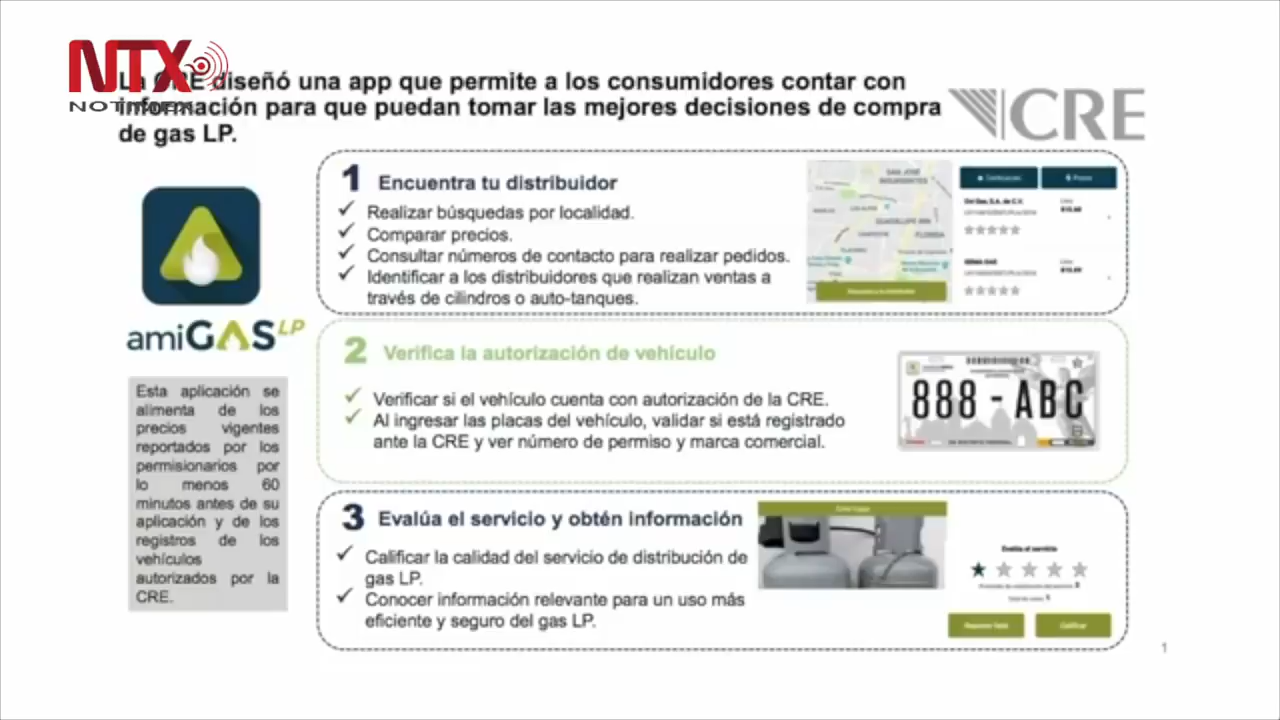 NTX
NOTIMEX
La CRE diseñó una app que permite a los consumidores contar con
información para que puedan tomar las mejores decisiones de compra
de gas LP.
CRE
amiGAS LP
Esta aplicación se
alimenta de los
precios vigentes
reportados por los
permisionarios por
lo menos 60
minutos antes de su
aplicación y de los
registros de los
vehículos
autorizados por la
CRE.
1 Encuentra tu distribuidor
✓ Realizar búsquedas por localidad.
✓ Comparar precios.
✓ Consultar números de contacto para realizar pedidos.
✓ Identificar a los distribuidores que realizan ventas a
través de cilindros o auto-tanques.
SAN JOSÉ
INSURGENTES
GUADALUPE INN
FLORIDA
2 Verifica la autorización de vehículo
✓ Verificar si el vehículo cuenta con autorización de la CRE.
✓ Al ingresar las placas del vehículo, validar si está registrado
ante la CRE y ver número de permiso y marca comercial.
888 - ABC
3 Evalúa el servicio y obtén información
✓ Calificar la calidad del servicio de distribución de
gas LP.
✓ Conocer información relevante para un uso más
eficiente y seguro del gas LP.
Evalúa el servicio
Calificar
1